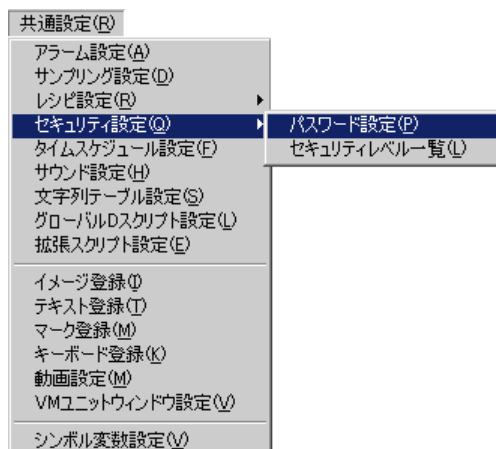 共通設定(R)
アラーム設定(A)
サンプリング設定(D)
レシピ設定(R)
セキュリティ設定(Q)
パスワード設定(P)
セキュリティレベル一覧(L)
タイムスケジュール設定(F)
サウンド設定(H)
文字列テーブル設定(S)
グローバルDスクリプト設定(L)
拡張スクリプト設定(E)
イメージ登録(I)
テキスト登録(T)
マーク登録(M)
キーボード登録(K)
動画設定(M)
VMユニットウィンドウ設定(V)
シンボル変数設定(V)